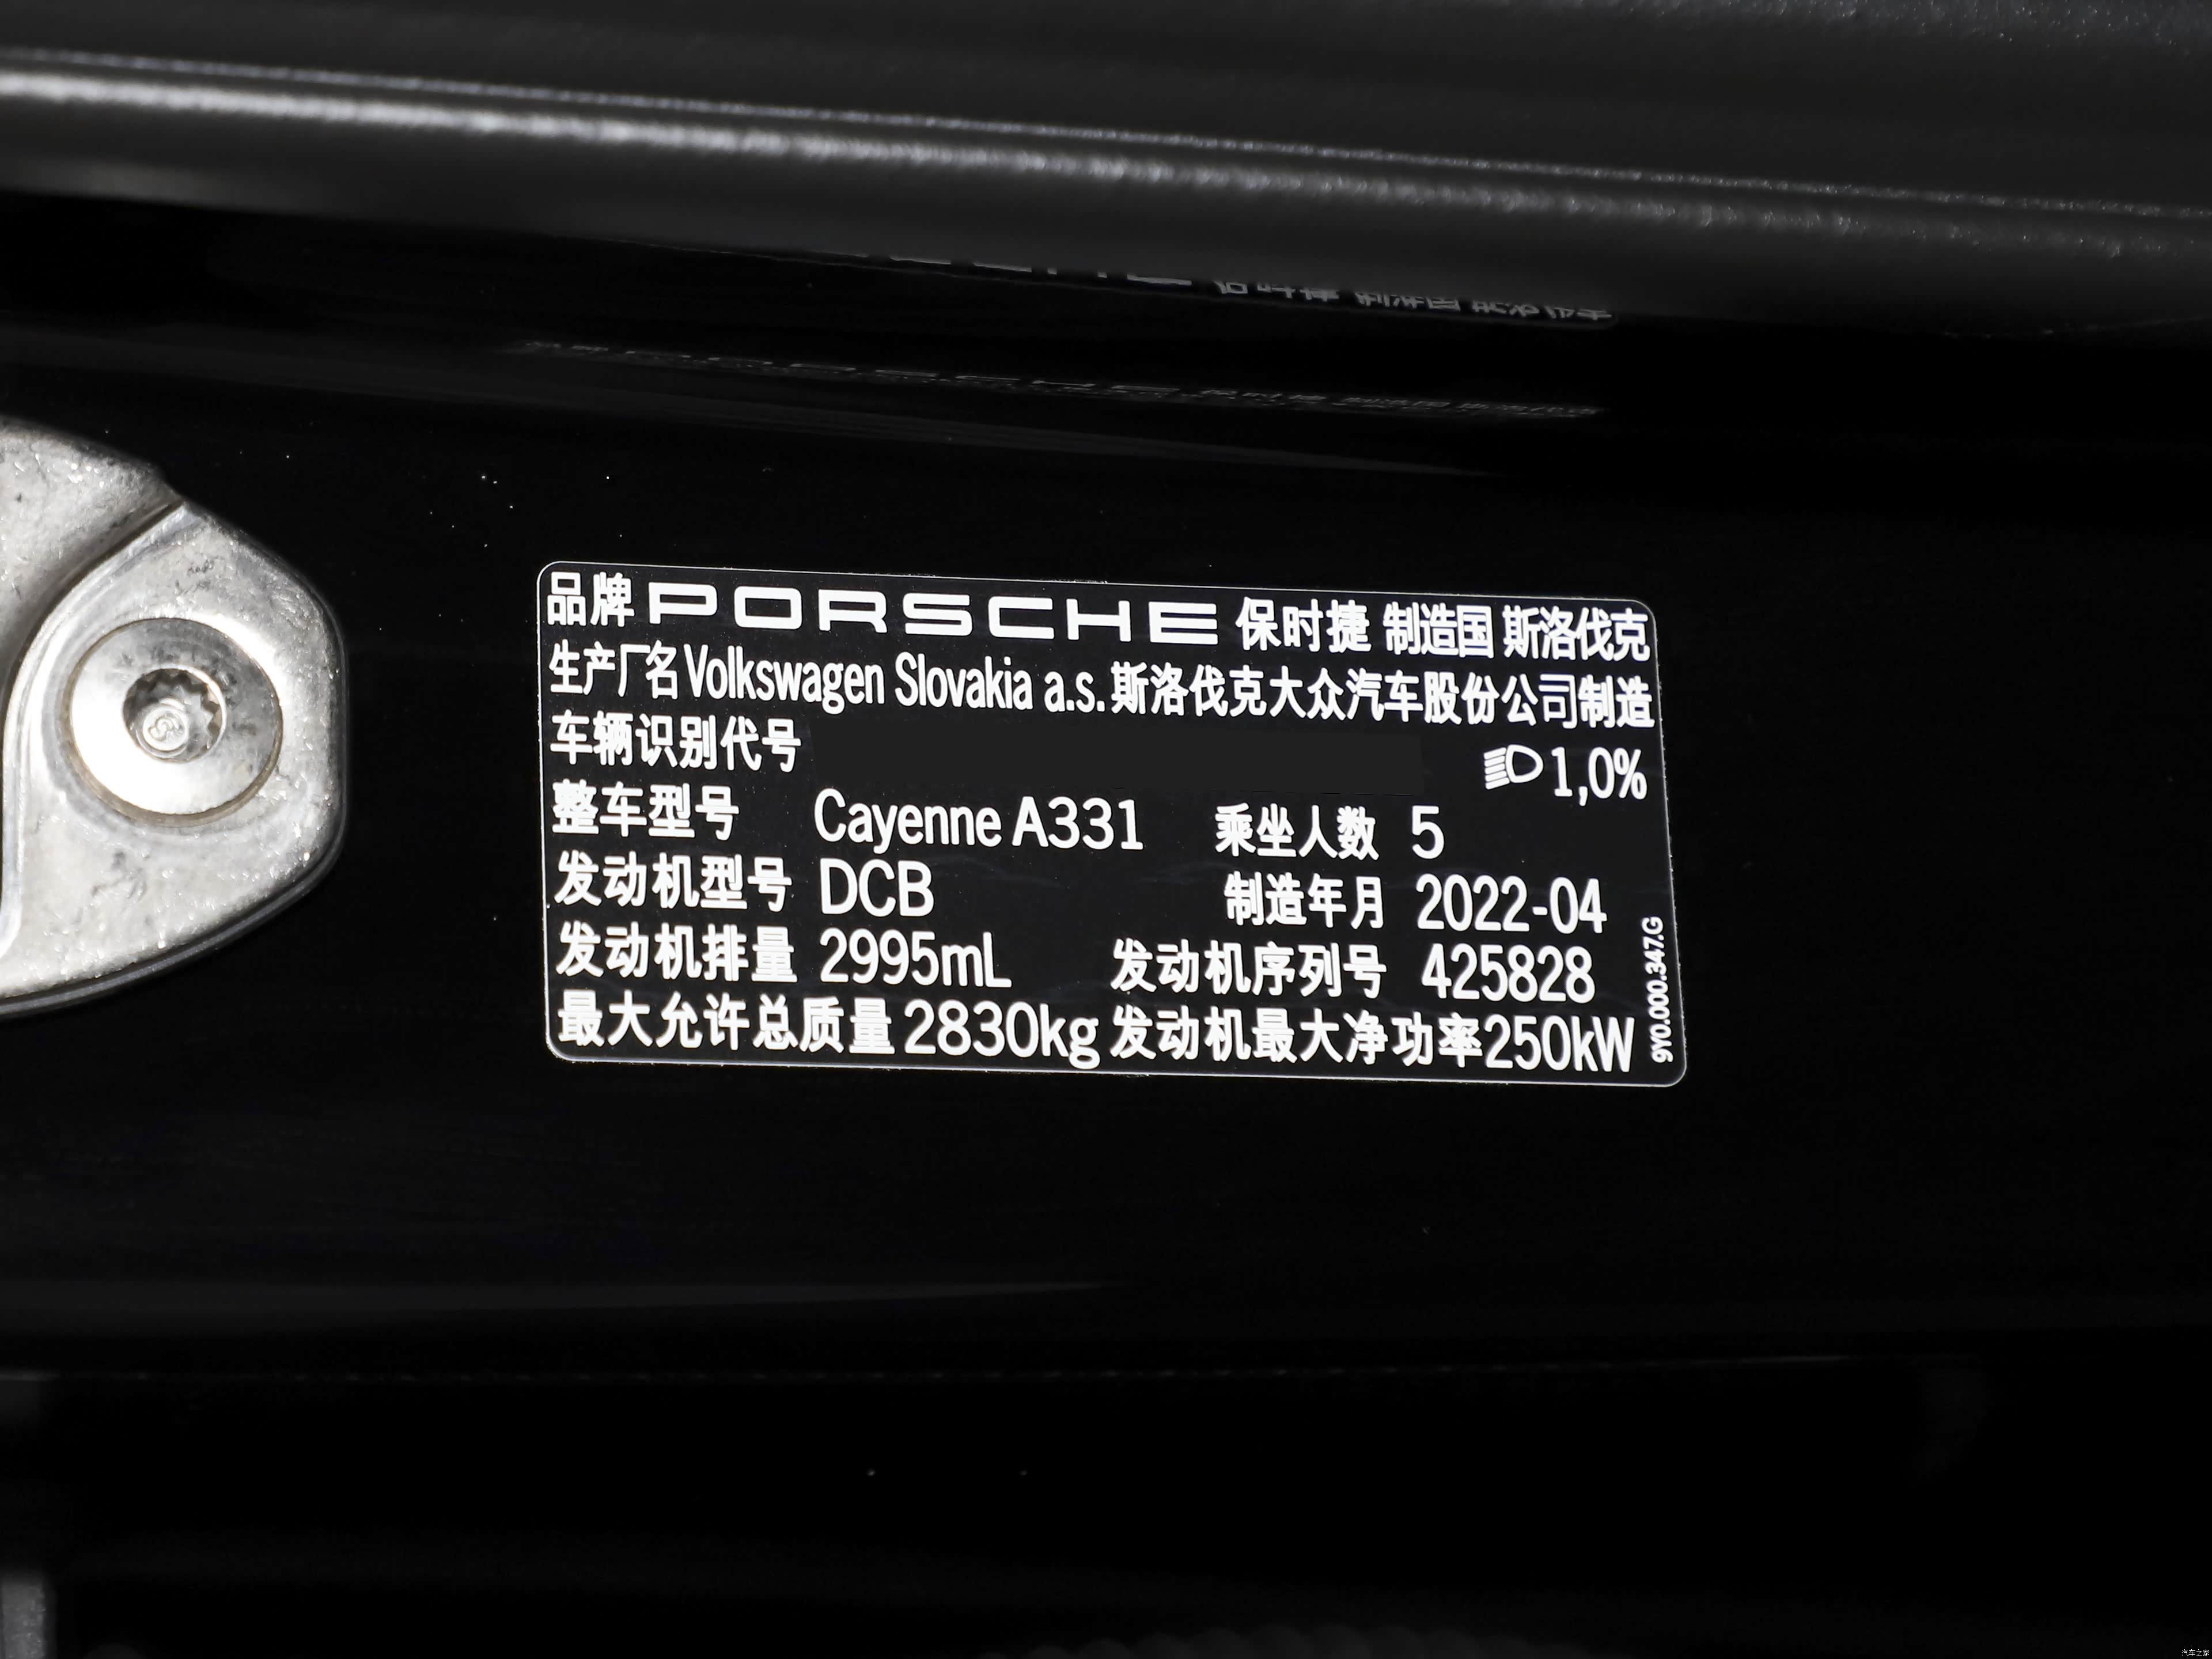 品牌 PORSCHE 保时捷 制造国 斯洛伐克
生产厂名 Volkswagen Slovakia a.s. 斯洛伐克大众汽车股份公司制造
车辆识别代号 1,0%
整车型号 Cayenne A331 乘坐人数 5
发动机型号 DCB 制造年月 2022-04
发动机排量 2995mL 发动机序列号 425828
最大允许总质量 2830kg 发动机最大净功率 250kW
9Y0.000.347.G
汽车之家